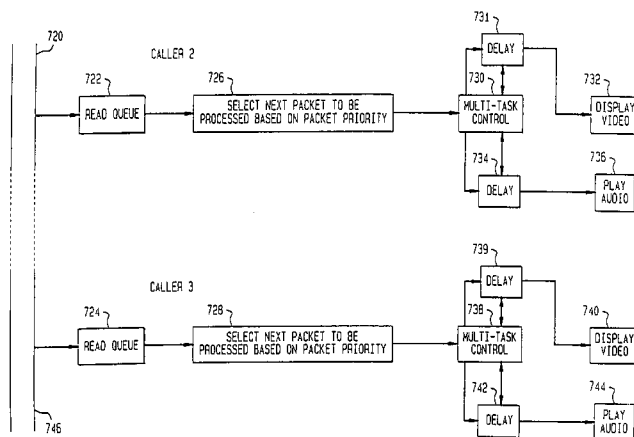 720
CALLER 2
722
READ QUEUE
726
SELECT NEXT PACKET TO BE
PROCESSED BASED ON PACKET PRIORITY
731
DELAY
730
MULTI-TASK
CONTROL
732
DISPLAY
VIDEO
734
DELAY
736
PLAY
AUDIO
CALLER 3
724
READ QUEUE
728
SELECT NEXT PACKET TO BE
PROCESSED BASED ON PACKET PRIORITY
739
DELAY
738
MULTI-TASK
CONTROL
740
DISPLAY
VIDEO
742
DELAY
744
PLAY
AUDIO
746